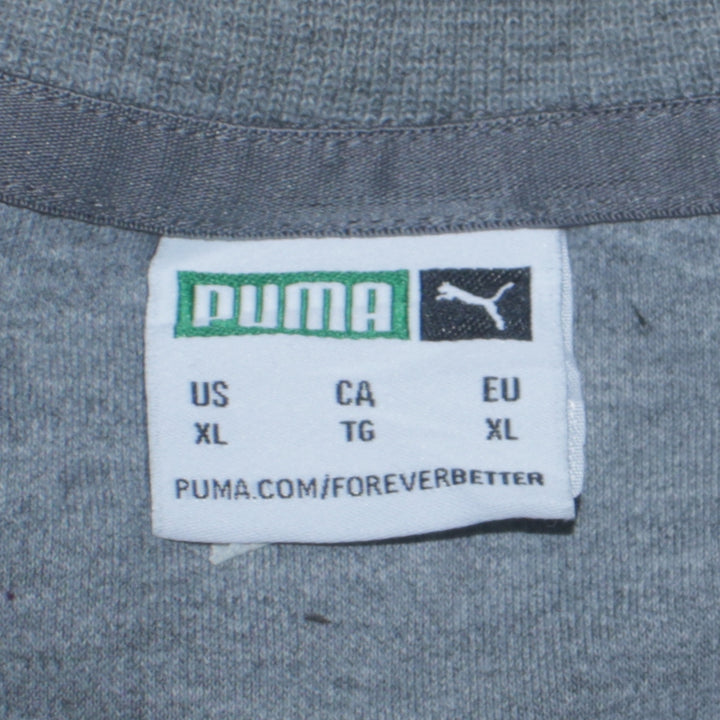 PUMA
US CA EU
XL TG XL
PUMA.COM/FOREVERBETTER